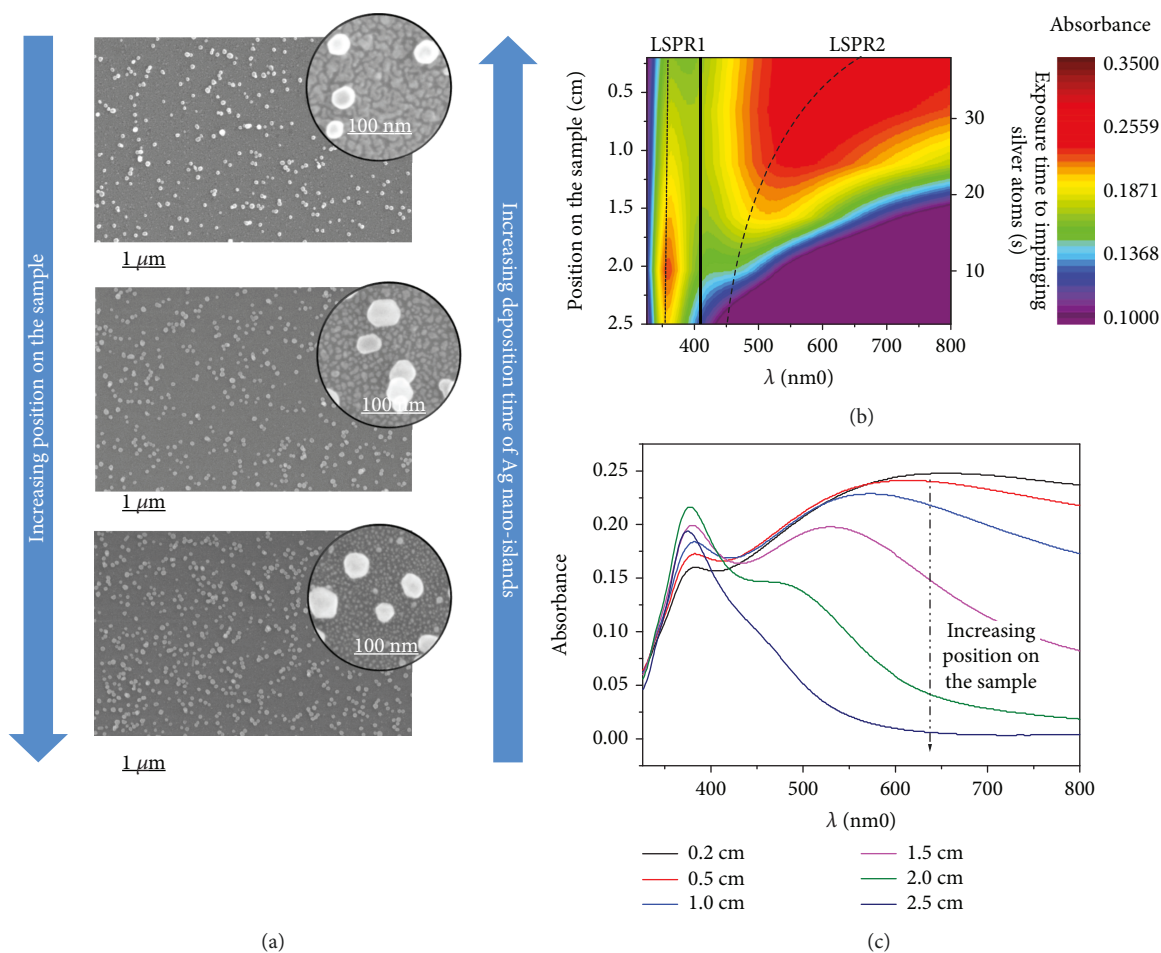 Increasing position on the sample
100 nm
1 μm
100 nm
1 μm
100 nm
1 μm
Increasing deposition time of Ag nano-islands
(a)
LSPR1
LSPR2
Position on the sample (cm)
0.5
1.0
1.5
2.0
2.5
400
500
600
700
800
λ (nm0)
30
20
10
Exposure time to impinging
silver atoms (s)
Absorbance
0.3500
0.2559
0.1871
0.1368
0.1000
(b)
Absorbance
0.25
0.20
0.15
0.10
0.05
0.00
Increasing
position on
the sample
400
500
600
700
800
λ (nm0)
0.2 cm
0.5 cm
1.0 cm
1.5 cm
2.0 cm
2.5 cm
(c)